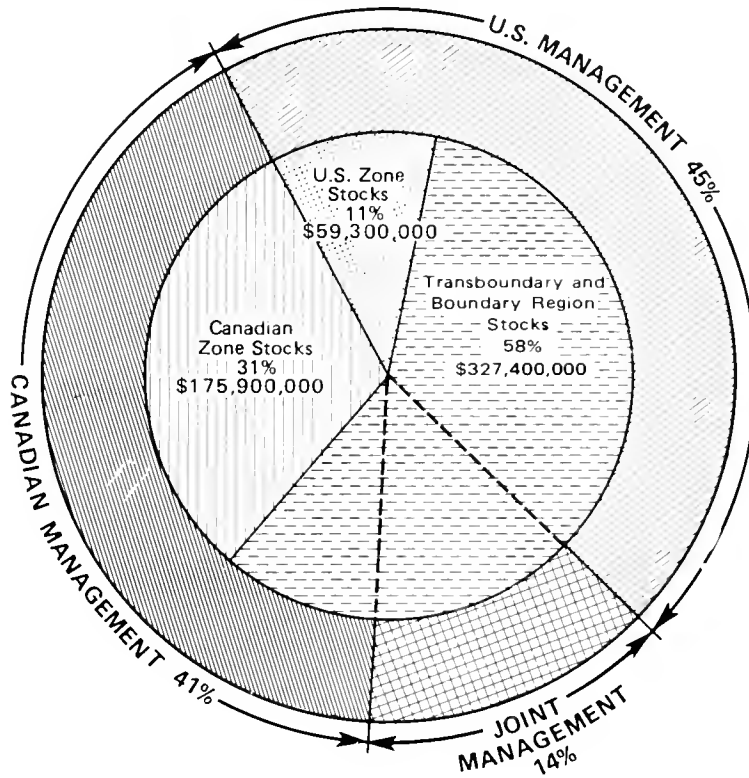 U.S. MANAGEMENT 45%
U.S. Zone
Stocks
11%
$59,300,000
Transboundary and
Boundary Region
Stocks
58%
$327,400,000
Canadian
Zone Stocks
31%
$175,900,000
CANADIAN MANAGEMENT 41%
JOINT
MANAGEMENT
14%